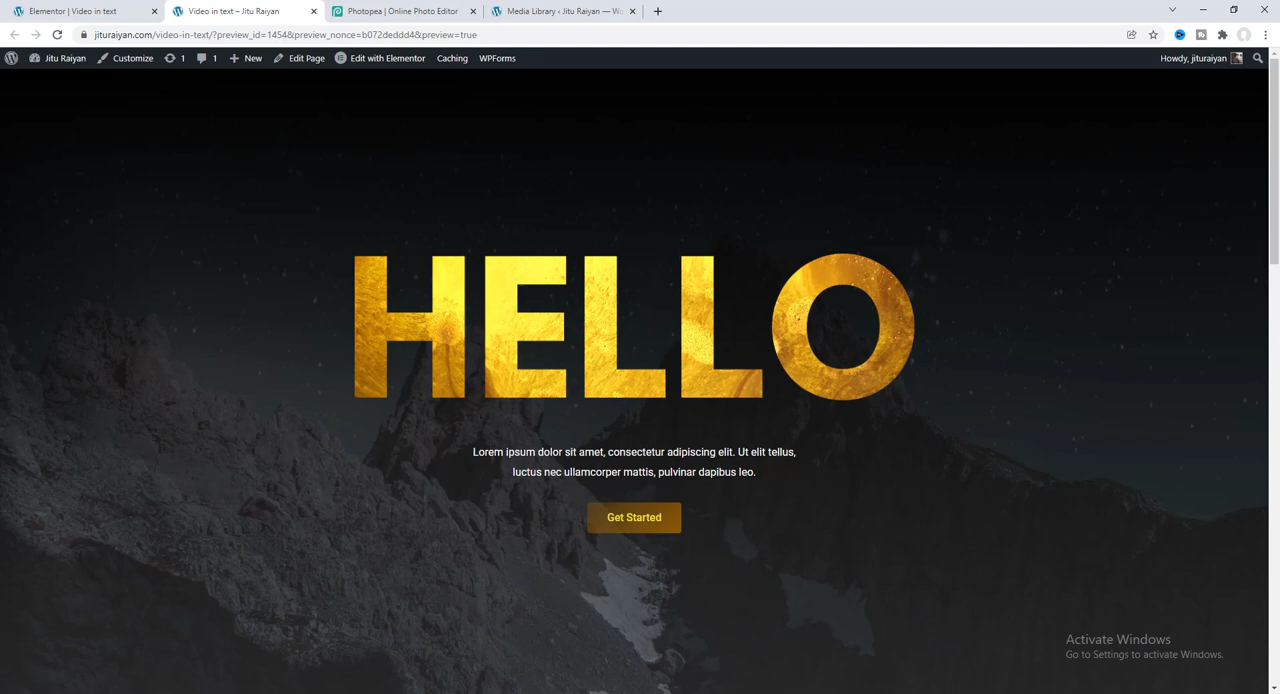 Elementor | Video in text
Video in text – Jitu Raiyan
Photopea | Online Photo Editor
Media Library ‹ Jitu Raiyan — Wo
jituraiyan.com/video-in-text/?preview_id=1454&preview_nonce=b072deddd4&preview=true
Jitu Raiyan
Customize
1
1
New
Edit Page
Edit with Elementor
Caching
WPForms
Howdy, jituraiyan
HELLO
Lorem ipsum dolor sit amet, consectetur adipiscing elit. Ut elit tellus,
luctus nec ullamcorper mattis, pulvinar dapibus leo.
Get Started
Activate Windows
Go to Settings to activate Windows.